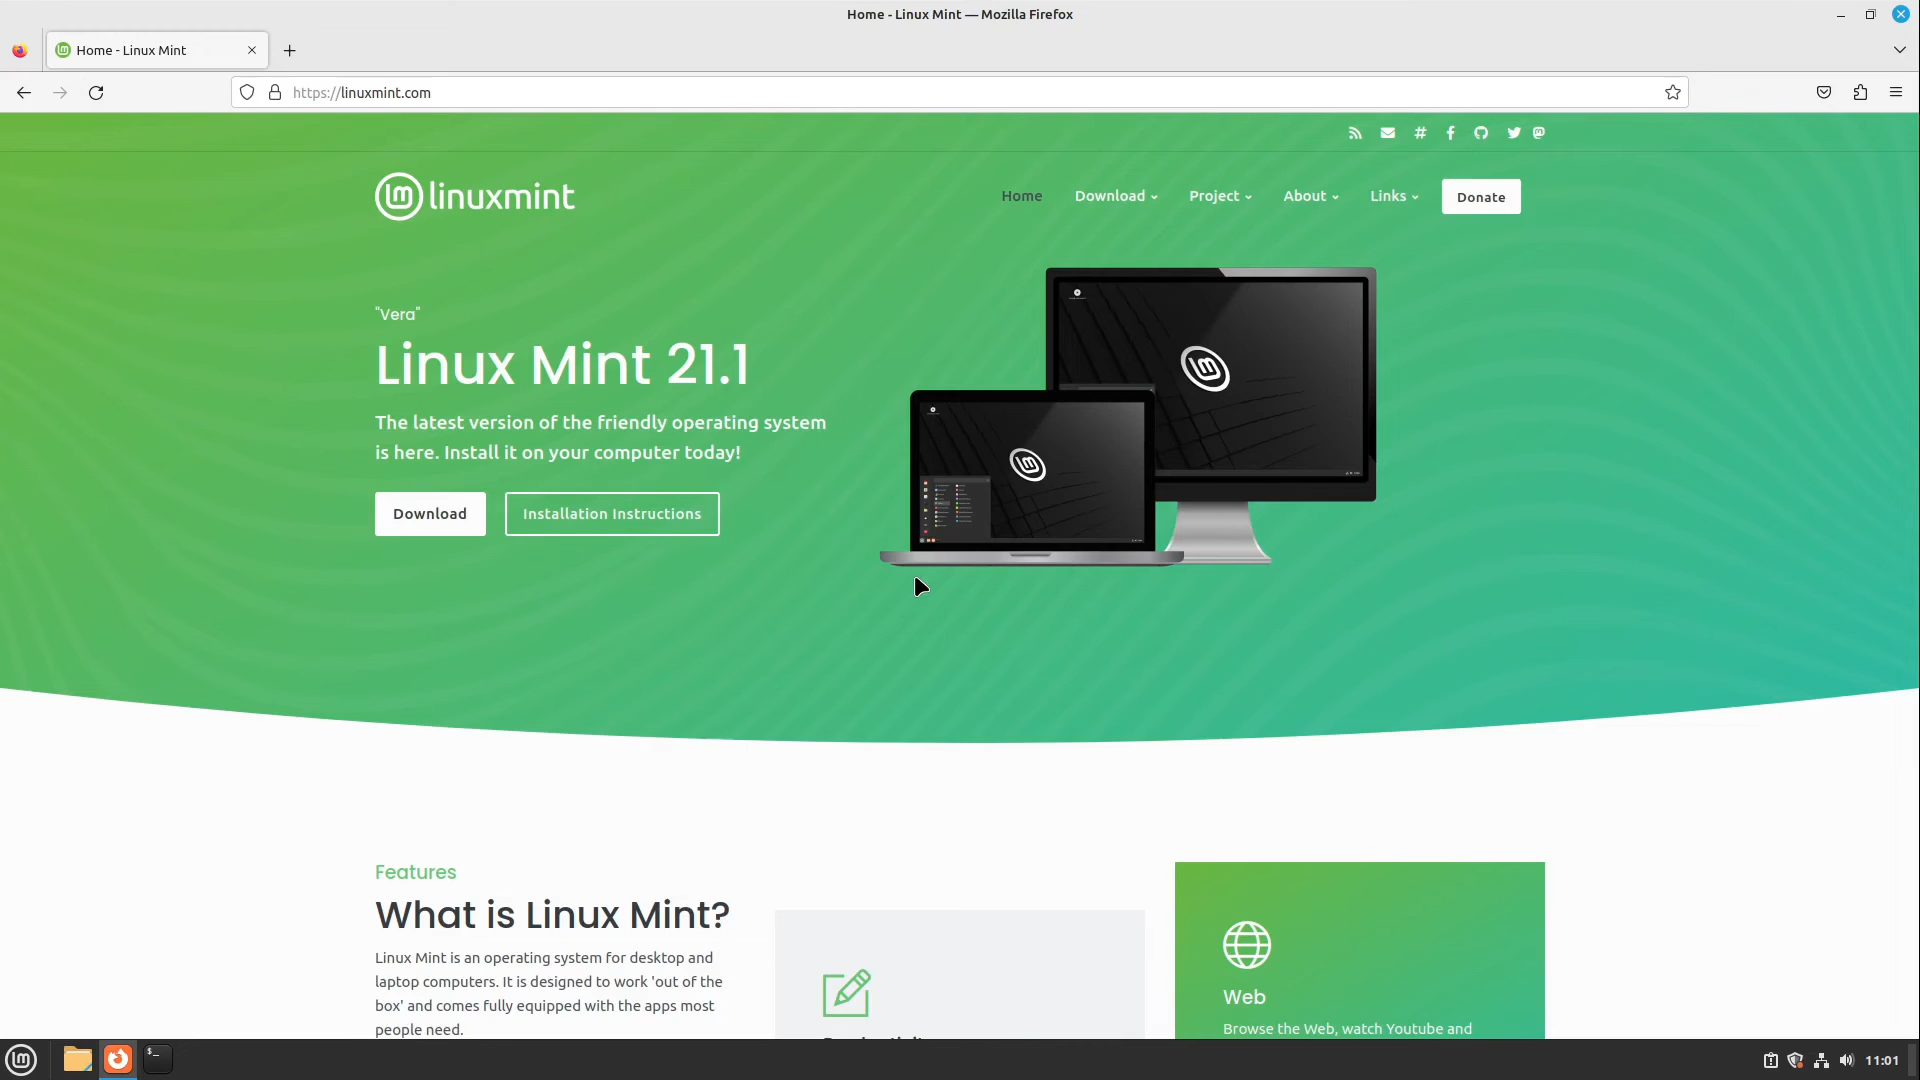 Home - Linux Mint — Mozilla Firefox
Home - Linux Mint
https://linuxmint.com
linuxmint
Home
Download
Project
About
Links
Donate
"Vera"
Linux Mint 21.1
The latest version of the friendly operating system
is here. Install it on your computer today!
Download
Installation Instructions
Features
What is Linux Mint?
Linux Mint is an operating system for desktop and
laptop computers. It is designed to work 'out of the
box' and comes fully equipped with the apps most
people need.
Web
Browse the Web, watch Youtube and
11:01